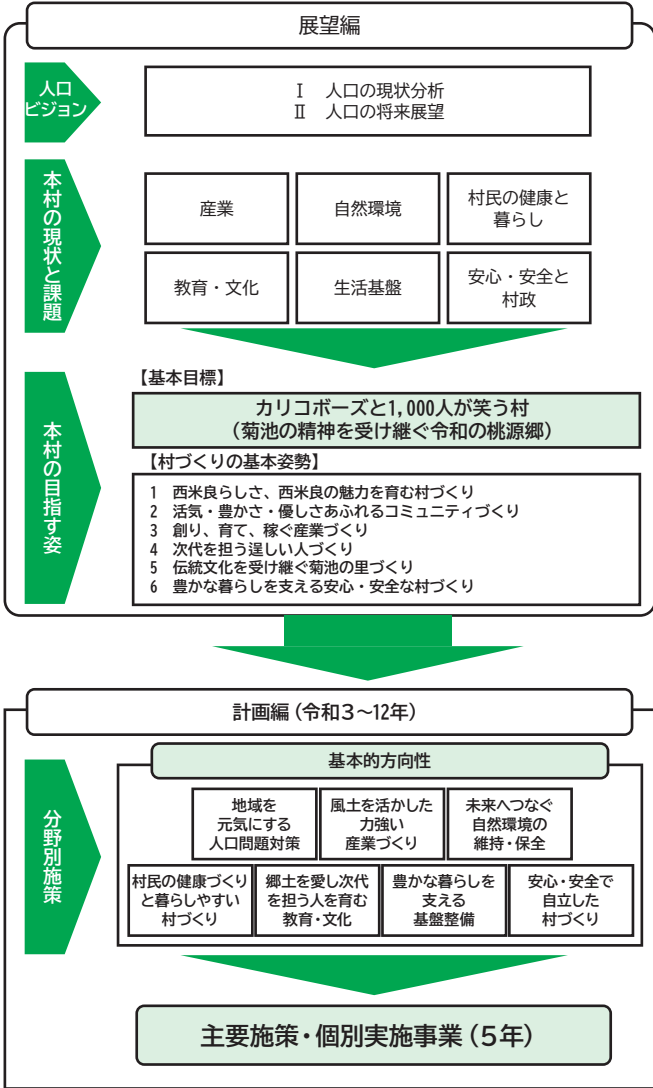 展望編
人口
ビジョン
Ⅰ 人口の現状分析
Ⅱ 人口の将来展望
本村の現状と課題
産業
自然環境
村民の健康と
暮らし
教育・文化
生活基盤
安心・安全と
村政
本村の目指す姿
【基本目標】
カリコボーズと1,000人が笑う村
（菊池の精神を受け継ぐ令和の桃源郷）
【村づくりの基本姿勢】
1 西米良らしさ、西米良の魅力を育む村づくり
2 活気・豊かさ・優しさあふれるコミュニティづくり
3 創り、育て、稼ぐ産業づくり
4 次代を担う逞しい人づくり
5 伝統文化を受け継ぐ菊池の里づくり
6 豊かな暮らしを支える安心・安全な村づくり
計画編（令和３～12年）
分野別施策
基本的方向性
地域を
元気にする
人口問題対策
風土を活かした
力強い
産業づくり
未来へつなぐ
自然環境の
維持・保全
村民の健康づくり
と暮らしやすい
村づくり
郷土を愛し次代
を担う人を育む
教育・文化
豊かな暮らしを
支える
基盤整備
安心・安全で
自立した
村づくり
主要施策・個別実施事業（５年）